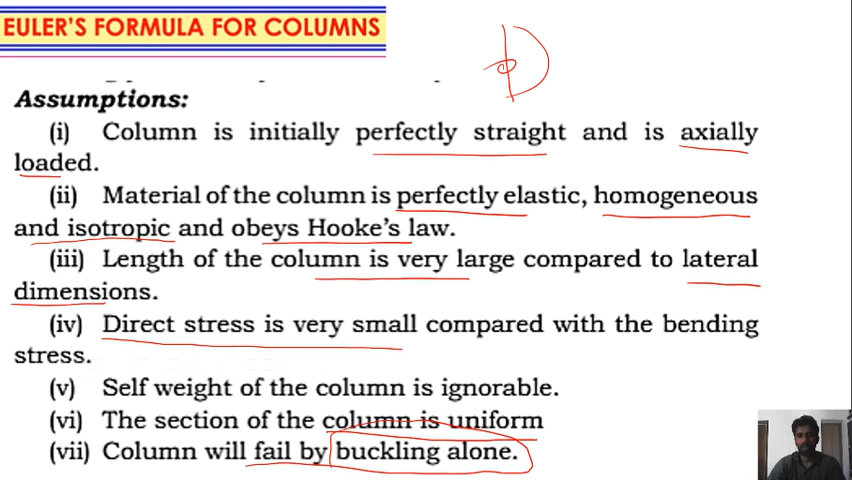 EULER'S FORMULA FOR COLUMNS
Assumptions:
(i) Column is initially perfectly straight and is axially
loaded.
(ii) Material of the column is perfectly elastic, homogeneous
and isotropic and obeys Hooke's law.
(iii) Length of the column is very large compared to lateral
dimensions.
(iv) Direct stress is very small compared with the bending
stress.
(v) Self weight of the column is ignorable.
(vi) The section of the column is uniform
(vii) Column will fail by buckling alone.